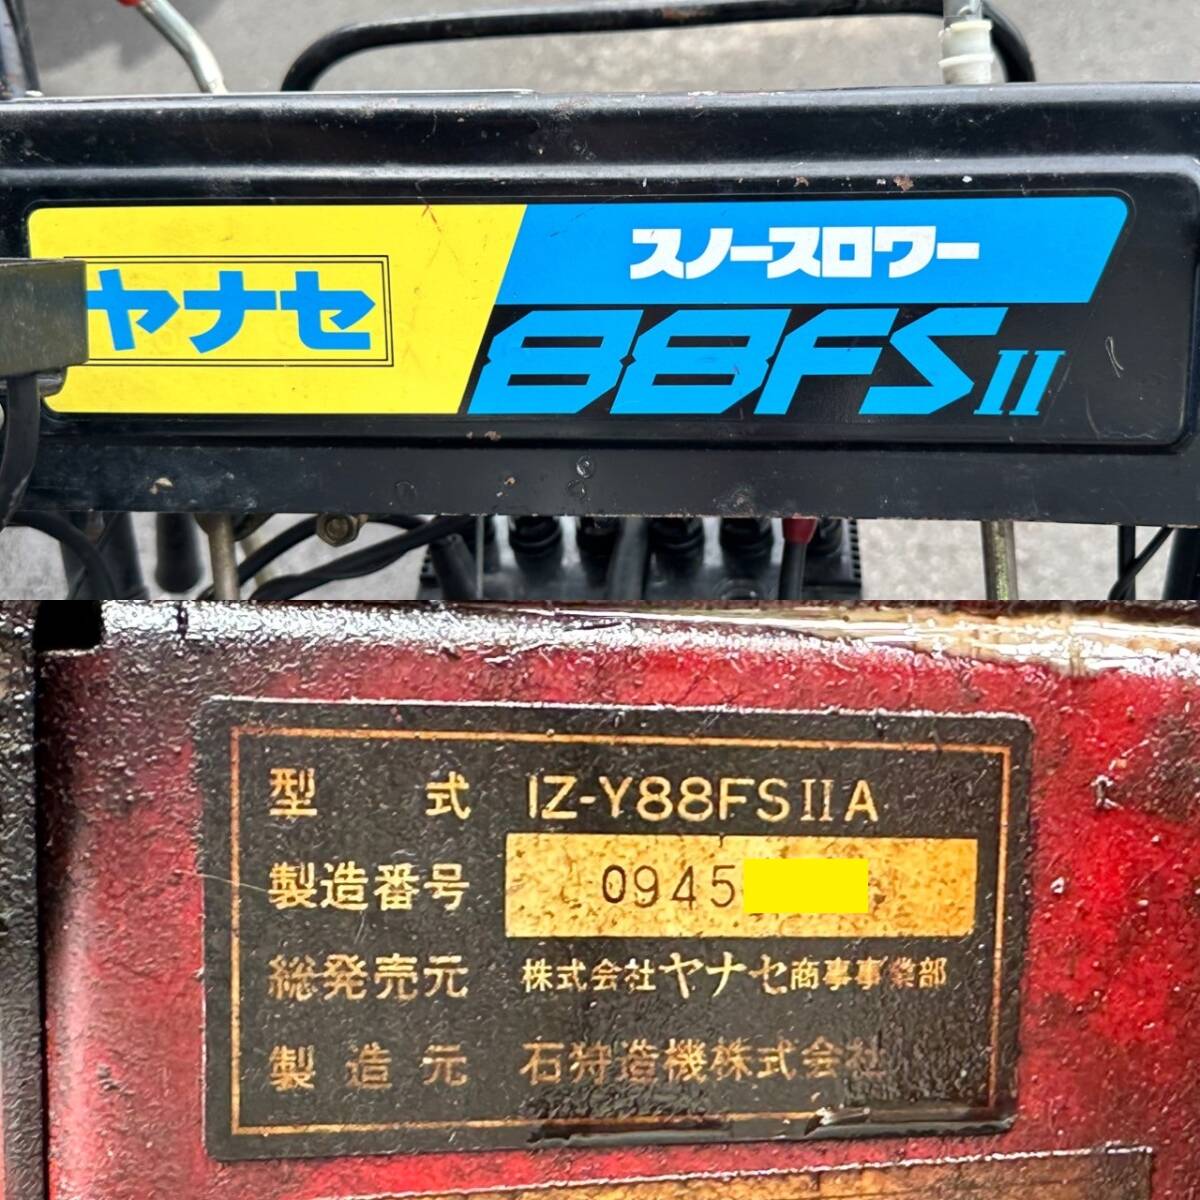 ヤナセ
スノースロワー
88FSII
型式 IZ-Y88FSIIA
製造番号 0945
総発売元 株式会社ヤナセ商事事業部
製造元 石狩造機株式会社